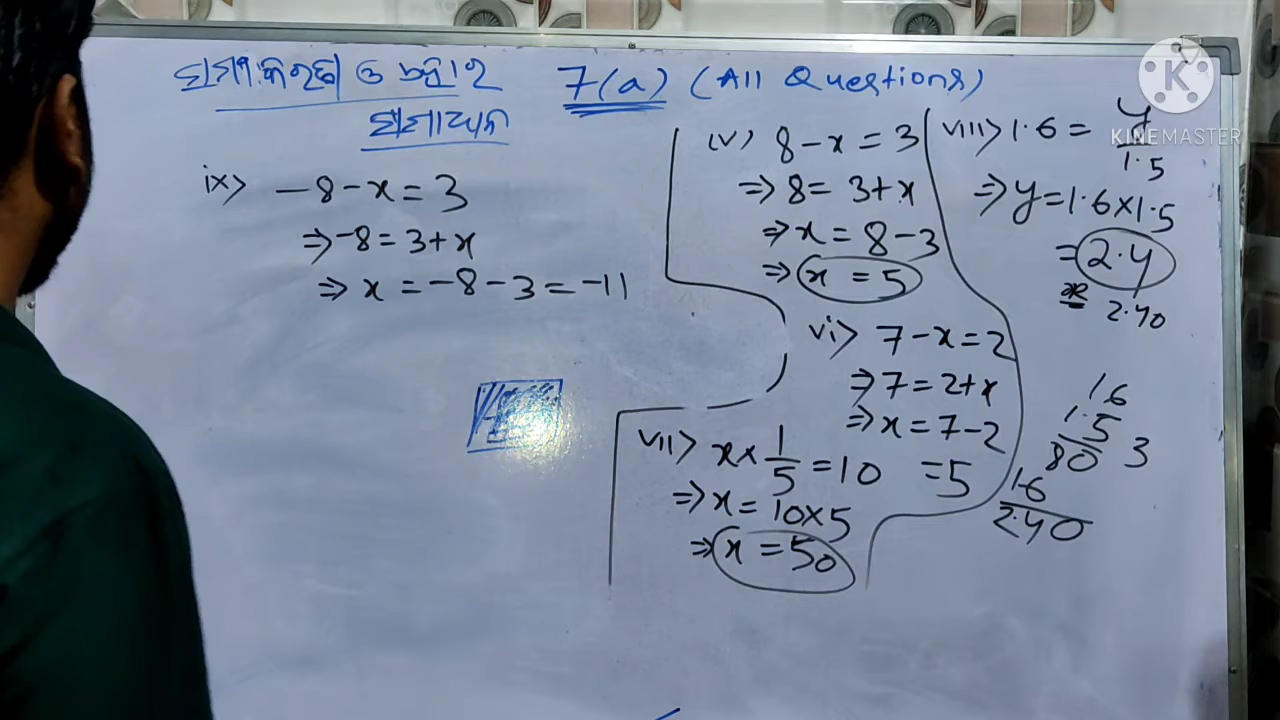 ସମୀକରଣ ଓ ତା'ର 7(a) (All Questions)
ସମାଧାନ
ix> -8-x=3
⇒ -8=3+x
⇒ x=-8-3=-11
(v) 8-x=3
⇒ 8=3+x
⇒ x=8-3
⇒ x=5
vi> 7-x=2
⇒ 7=2+x
⇒ x=7-2
=5
vii> x×1/5=10
⇒ x=10×5
⇒ x=50
viii> 1.6=y/1.5
⇒ y=1.6×1.5
=2.4
2.40
1.6
1.5
80 3
1.6
2.40
KINEMASTER